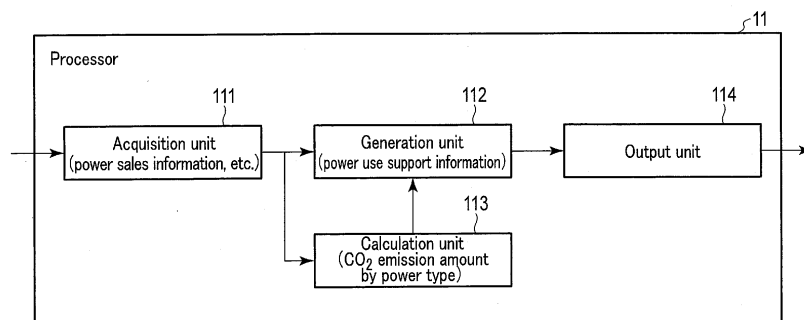 11
Processor
111
112
114
Acquisition unit
(power sales information, etc.)
Generation unit
(power use support information)
Output unit
113
Calculation unit
(CO2 emission amount
by power type)